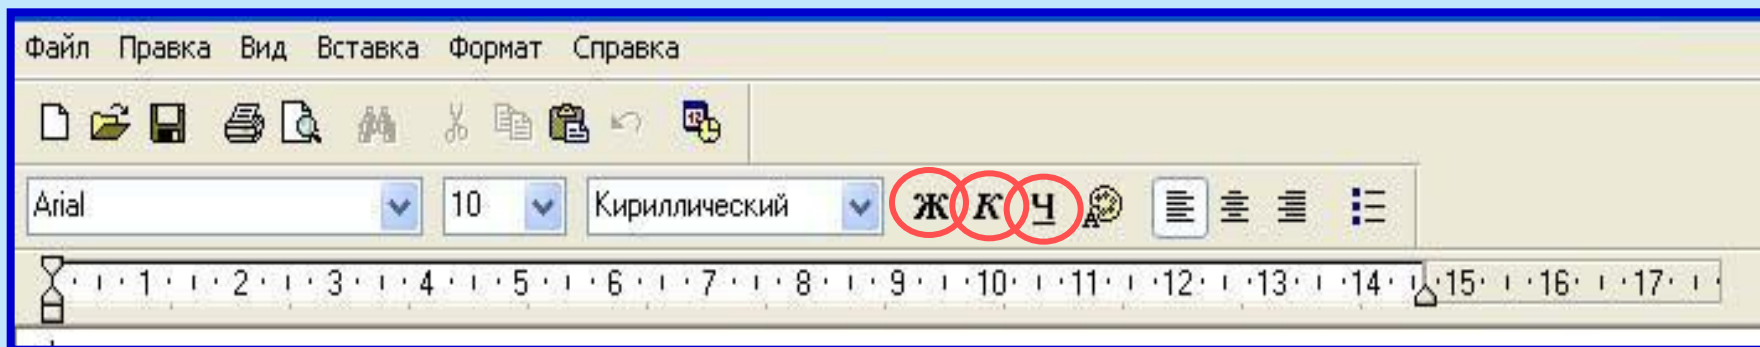 Файл Правка Вид Вставка Формат Справка
12
Arial 10 Кириллический Ж К Ч А
1 2 3 4 5 6 7 8 9 10 11 12 13 14 15 16 17